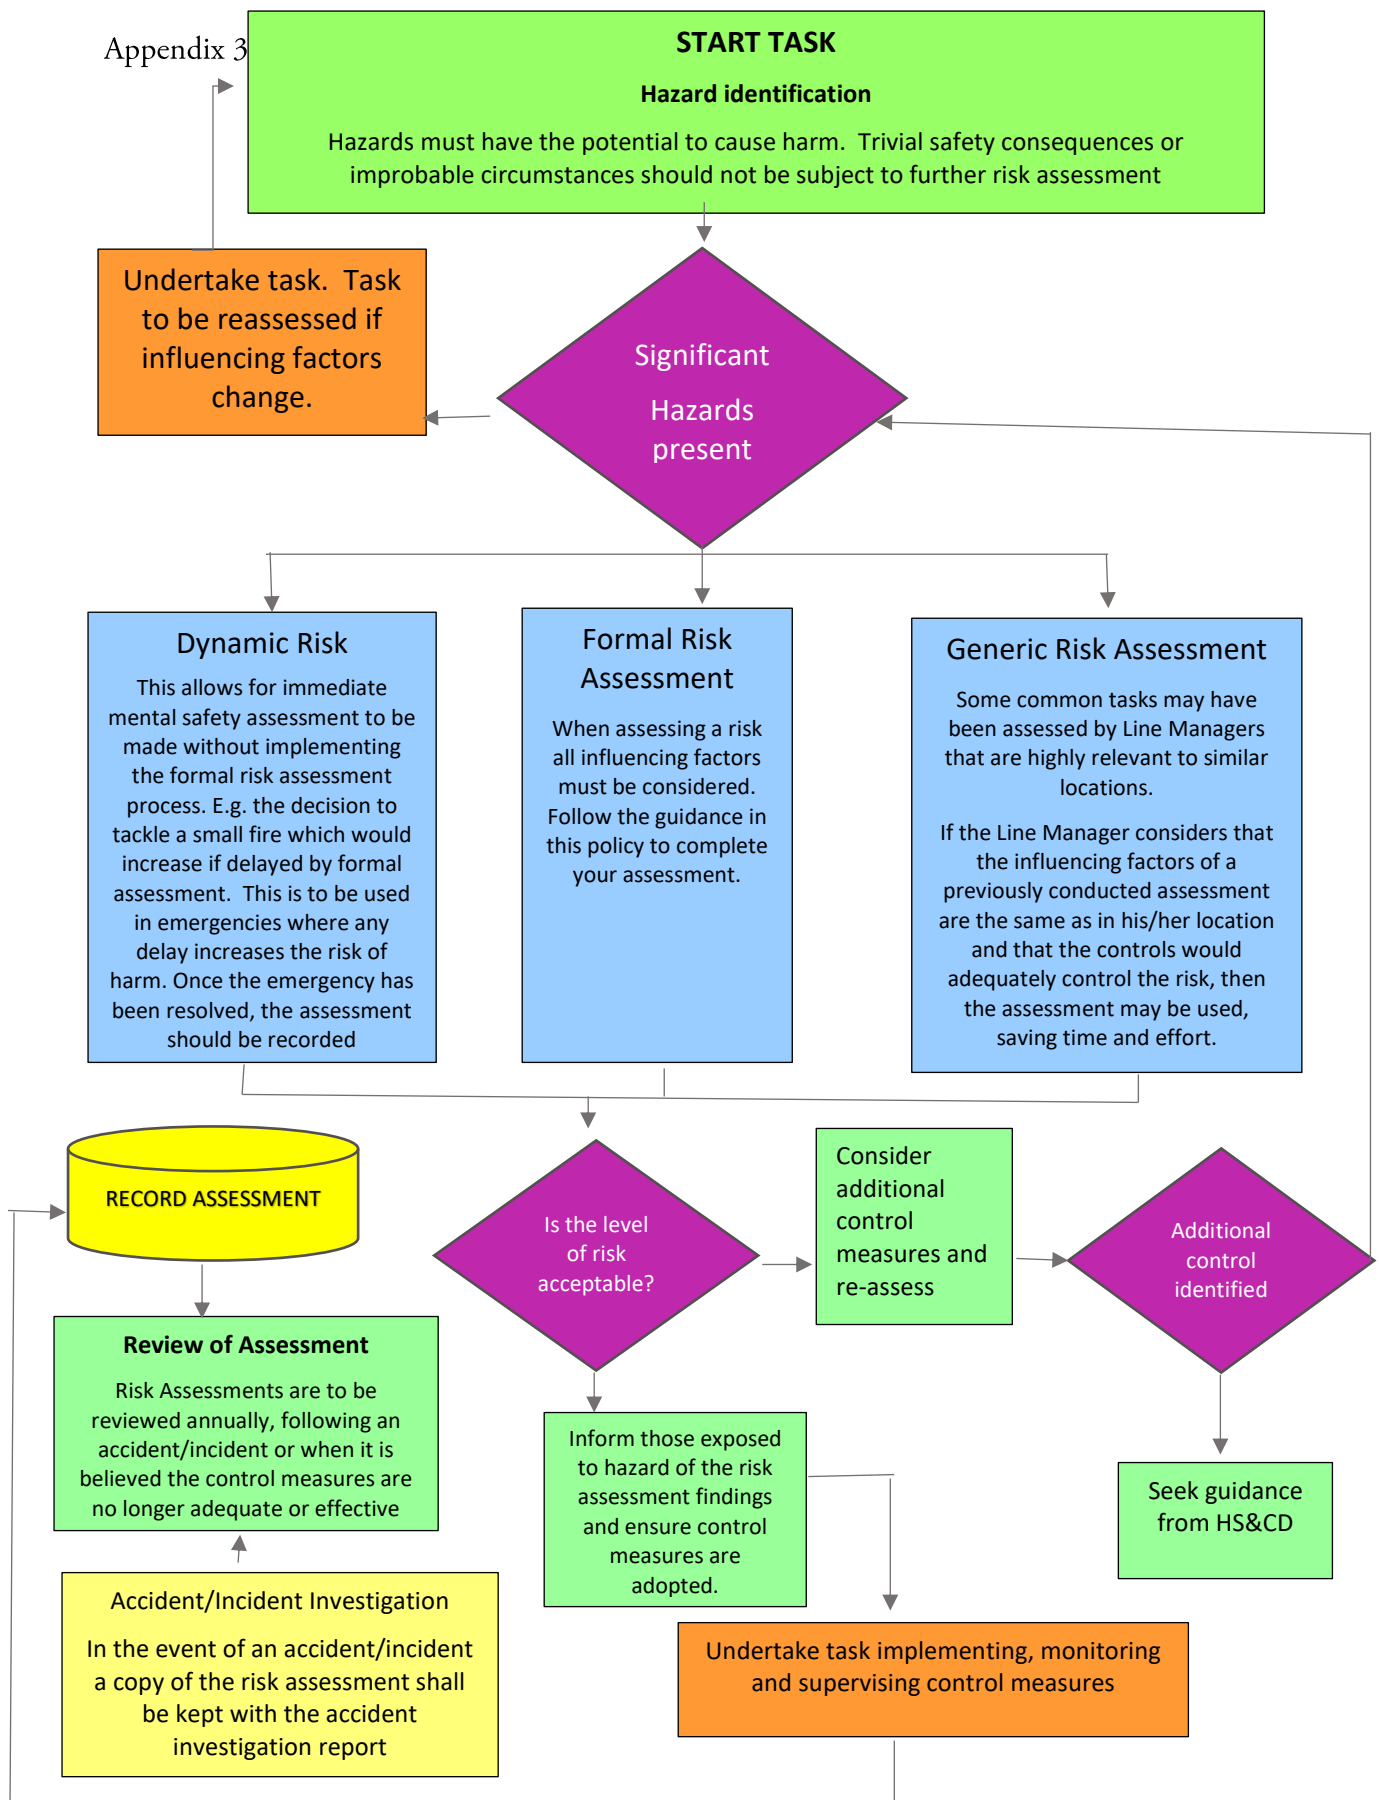 Appendix 3
START TASK
Hazard identification
Hazards must have the potential to cause harm.  Trivial safety consequences or
improbable circumstances should not be subject to further risk assessment
Undertake task.  Task
to be reassessed if
influencing factors
change.
Significant
Hazards
present
Dynamic Risk
This allows for immediate
mental safety assessment to be
made without implementing
the formal risk assessment
process. E.g. the decision to
tackle a small fire which would
increase if delayed by formal
assessment.  This is to be used
in emergencies where any
delay increases the risk of
harm. Once the emergency has
been resolved, the assessment
should be recorded
Formal Risk
Assessment
When assessing a risk
all influencing factors
must be considered.
Follow the guidance in
this policy to complete
your assessment.
Generic Risk Assessment
Some common tasks may have
been assessed by Line Managers
that are highly relevant to similar
locations.
If the Line Manager considers that
the influencing factors of a
previously conducted assessment
are the same as in his/her location
and that the controls would
adequately control the risk, then
the assessment may be used,
saving time and effort.
RECORD ASSESSMENT
Is the level
of risk
acceptable?
Consider
additional
control
measures and
re-assess
Additional
control
identified
Review of Assessment
Risk Assessments are to be
reviewed annually, following an
accident/incident or when it is
believed the control measures are
no longer adequate or effective
Inform those exposed
to hazard of the risk
assessment findings
and ensure control
measures are
adopted.
Seek guidance
from HS&CD
Accident/Incident Investigation
In the event of an accident/incident
a copy of the risk assessment shall
be kept with the accident
investigation report
Undertake task implementing, monitoring
and supervising control measures